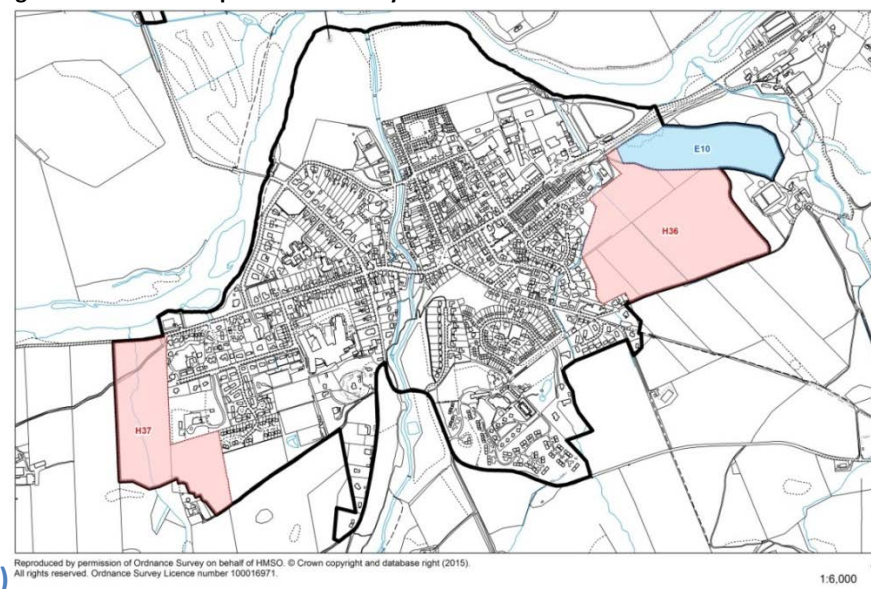 E10
H36
H37
Reproduced by permission of Ordnance Survey on behalf of HMSO. © Crown copyright and database right (2015).
All rights reserved. Ordnance Survey Licence number 100016971.
1:6,000
)